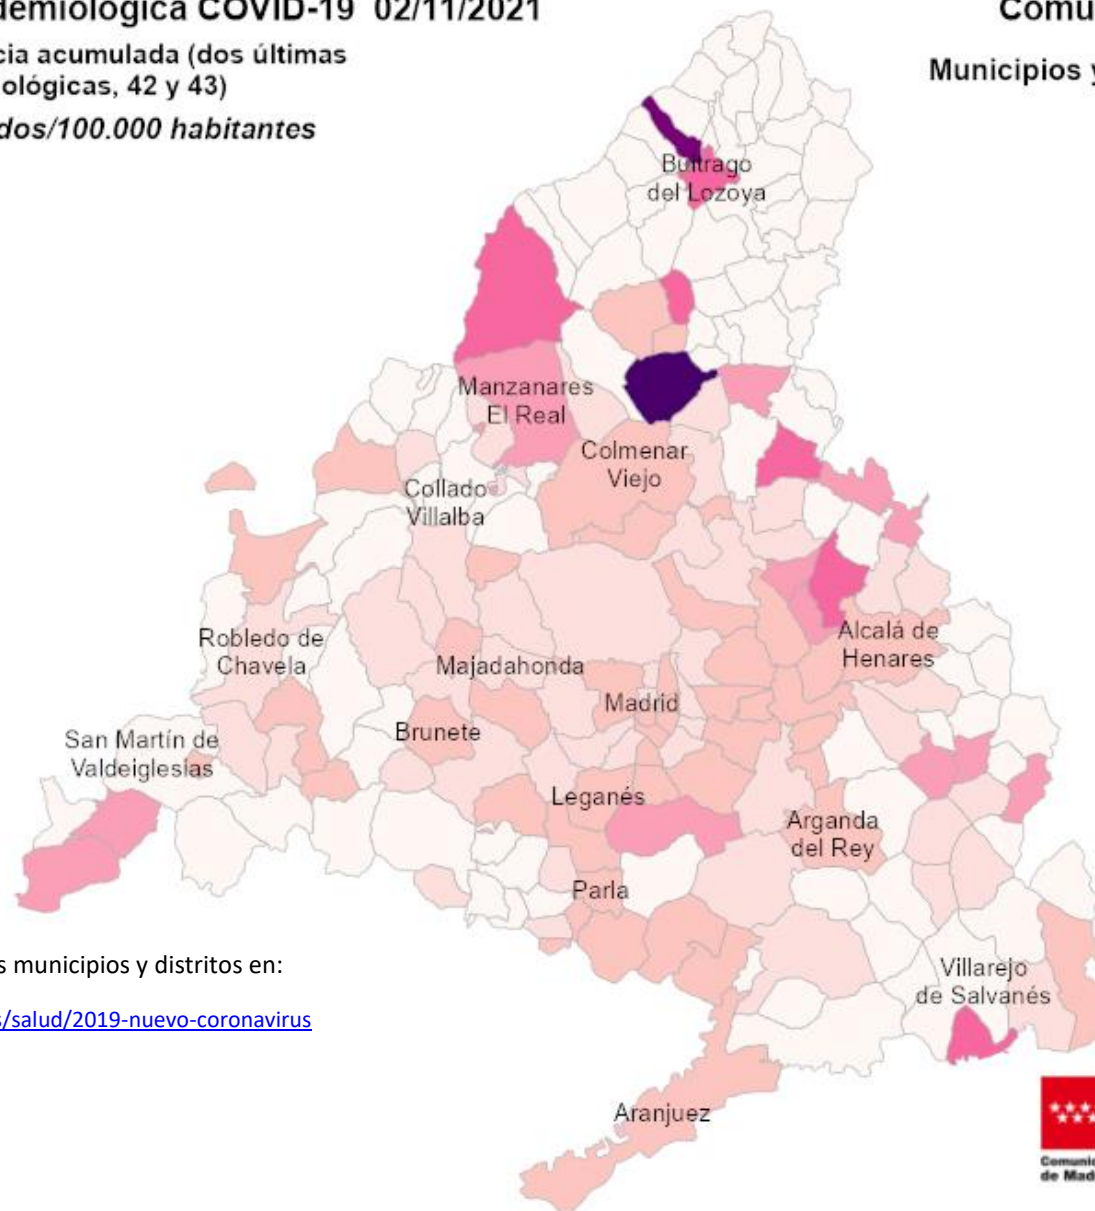 demiológica COVID-19 02/11/2021
Comu
cia acumulada (dos últimas
ológicas, 42 y 43)
Municipios y
dos/100.000 habitantes
Buitrago
del Lozoya
Manzanares
El Real
Colmenar
Viejo
Collado
Villalba
Robledo de
Chavela
Alcalá de
Henares
Majadahonda
Madrid
Brunete
San Martín de
Valdeiglesias
Leganés
Arganda
del Rey
Parla
s municipios y distritos en:
Villarejo
de Salvanés
s/salud/2019-nuevo-coronavirus
Aranjuez
Comunid
de Mad